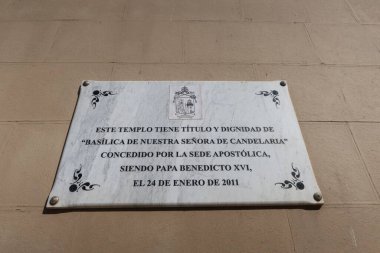 ESTE TEMPLO TIENE TÍTULO Y DIGNIDAD DE
"BASÍLICA DE NUESTRA SEÑORA DE CANDELARIA"
CONCEDIDO POR LA SEDE APOSTÓLICA,
SIENDO PAPA BENEDICTO XVI,
EL 24 DE ENERO DE 2011